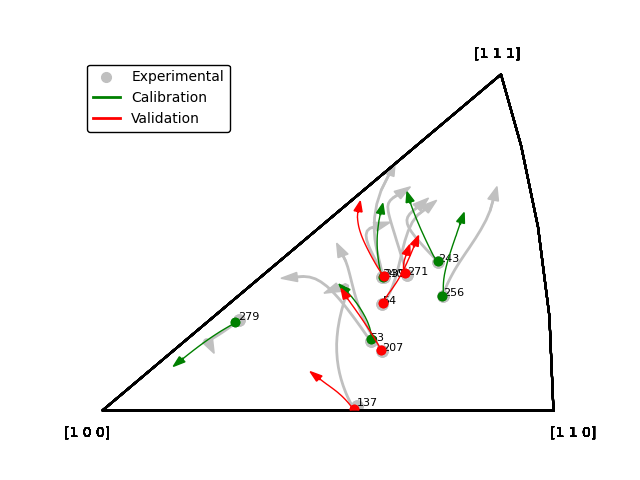 [1 1 1]
Experimental
Calibration
Validation
243
271
256
54
279
53
207
137
[1 0 0]
[1 1 0]